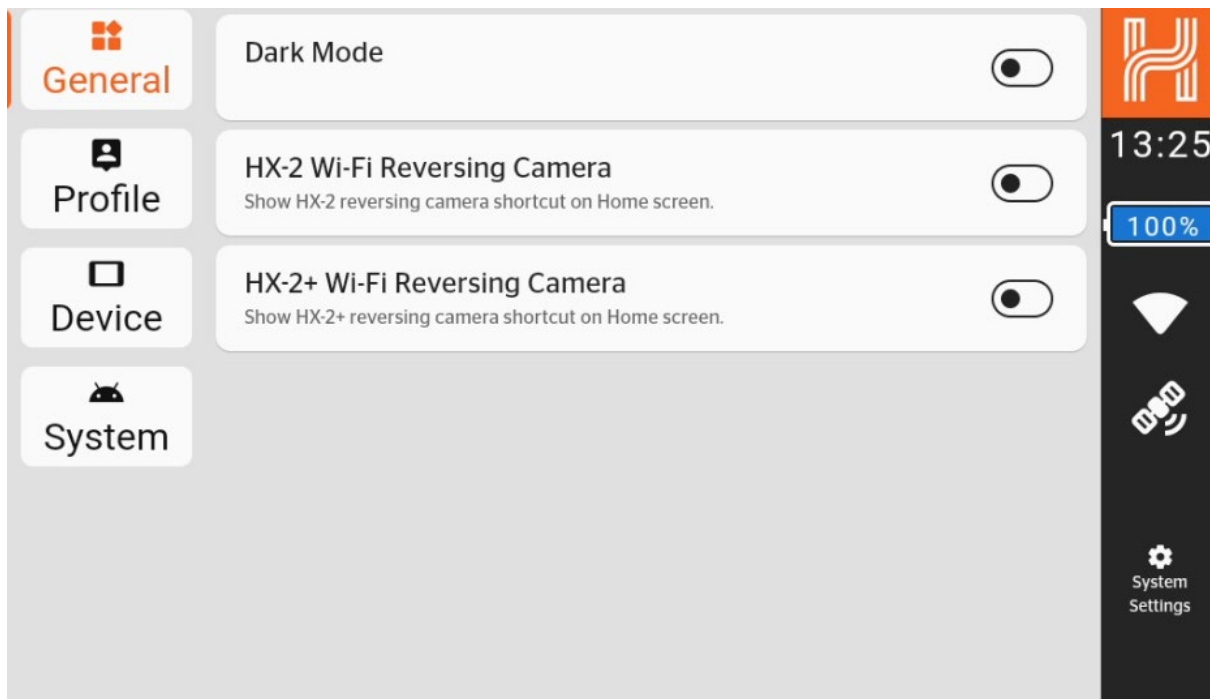 General
Profile
Device
System
Dark Mode
HX-2 Wi-Fi Reversing Camera
Show HX-2 reversing camera shortcut on Home screen.
HX-2+ Wi-Fi Reversing Camera
Show HX-2+ reversing camera shortcut on Home screen.
13:25
100%
System
Settings